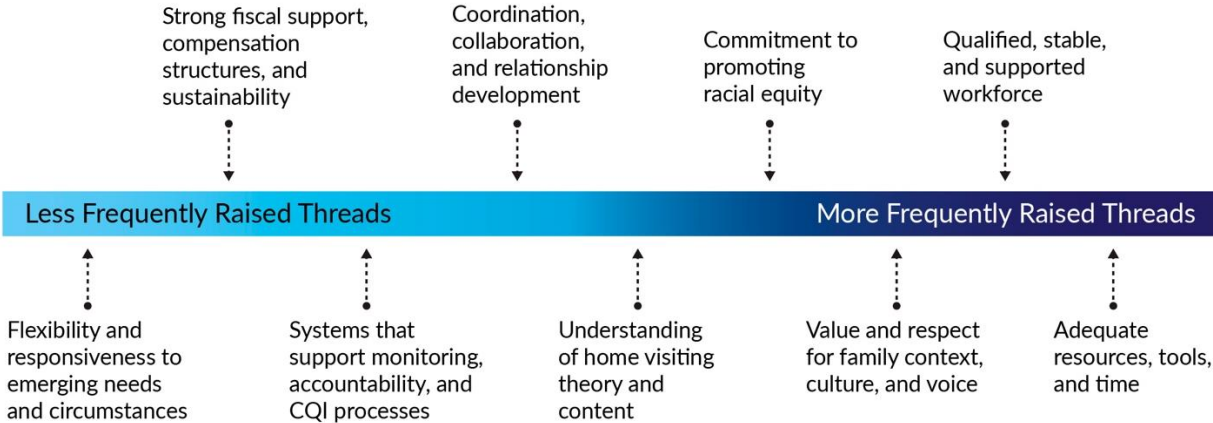 Strong fiscal support,
compensation
structures, and
sustainability
Coordination,
collaboration,
and relationship
development
Commitment to
promoting
racial equity
Qualified, stable,
and supported
workforce
Less Frequently Raised Threads
More Frequently Raised Threads
Flexibility and
responsiveness to
emerging needs
and circumstances
Systems that
support monitoring,
accountability, and
CQI processes
Understanding
of home visiting
theory and
content
Value and respect
for family context,
culture, and voice
Adequate
resources, tools,
and time